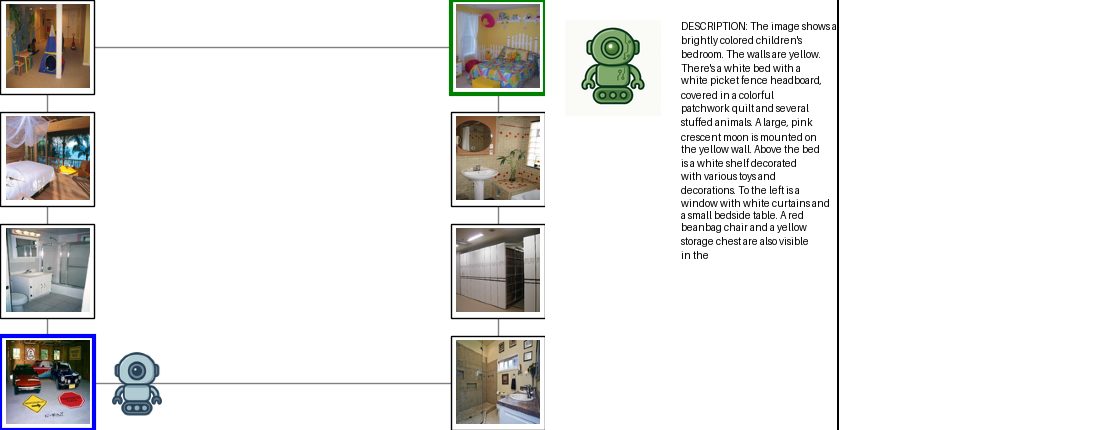 DESCRIPTION: The image shows a
brightly colored children's
bedroom. The walls are yellow.
There's a white bed with a
white picket fence headboard,
covered in a colorful
patchwork quilt and several
stuffed animals. A large, pink
crescent moon is mounted on
the yellow wall. Above the bed
is a white shelf decorated
with various toys and
decorations. To the left is a
window with white curtains and
a small bedside table. A red
beanbag chair and a yellow
storage chest are also visible
in the